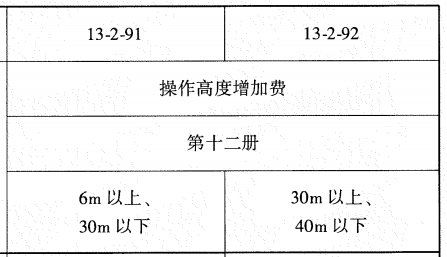 13-2-91 13-2-92
操作高度增加费
第十二册
6m 以上、 30m 以上、
30m 以下 40m 以下